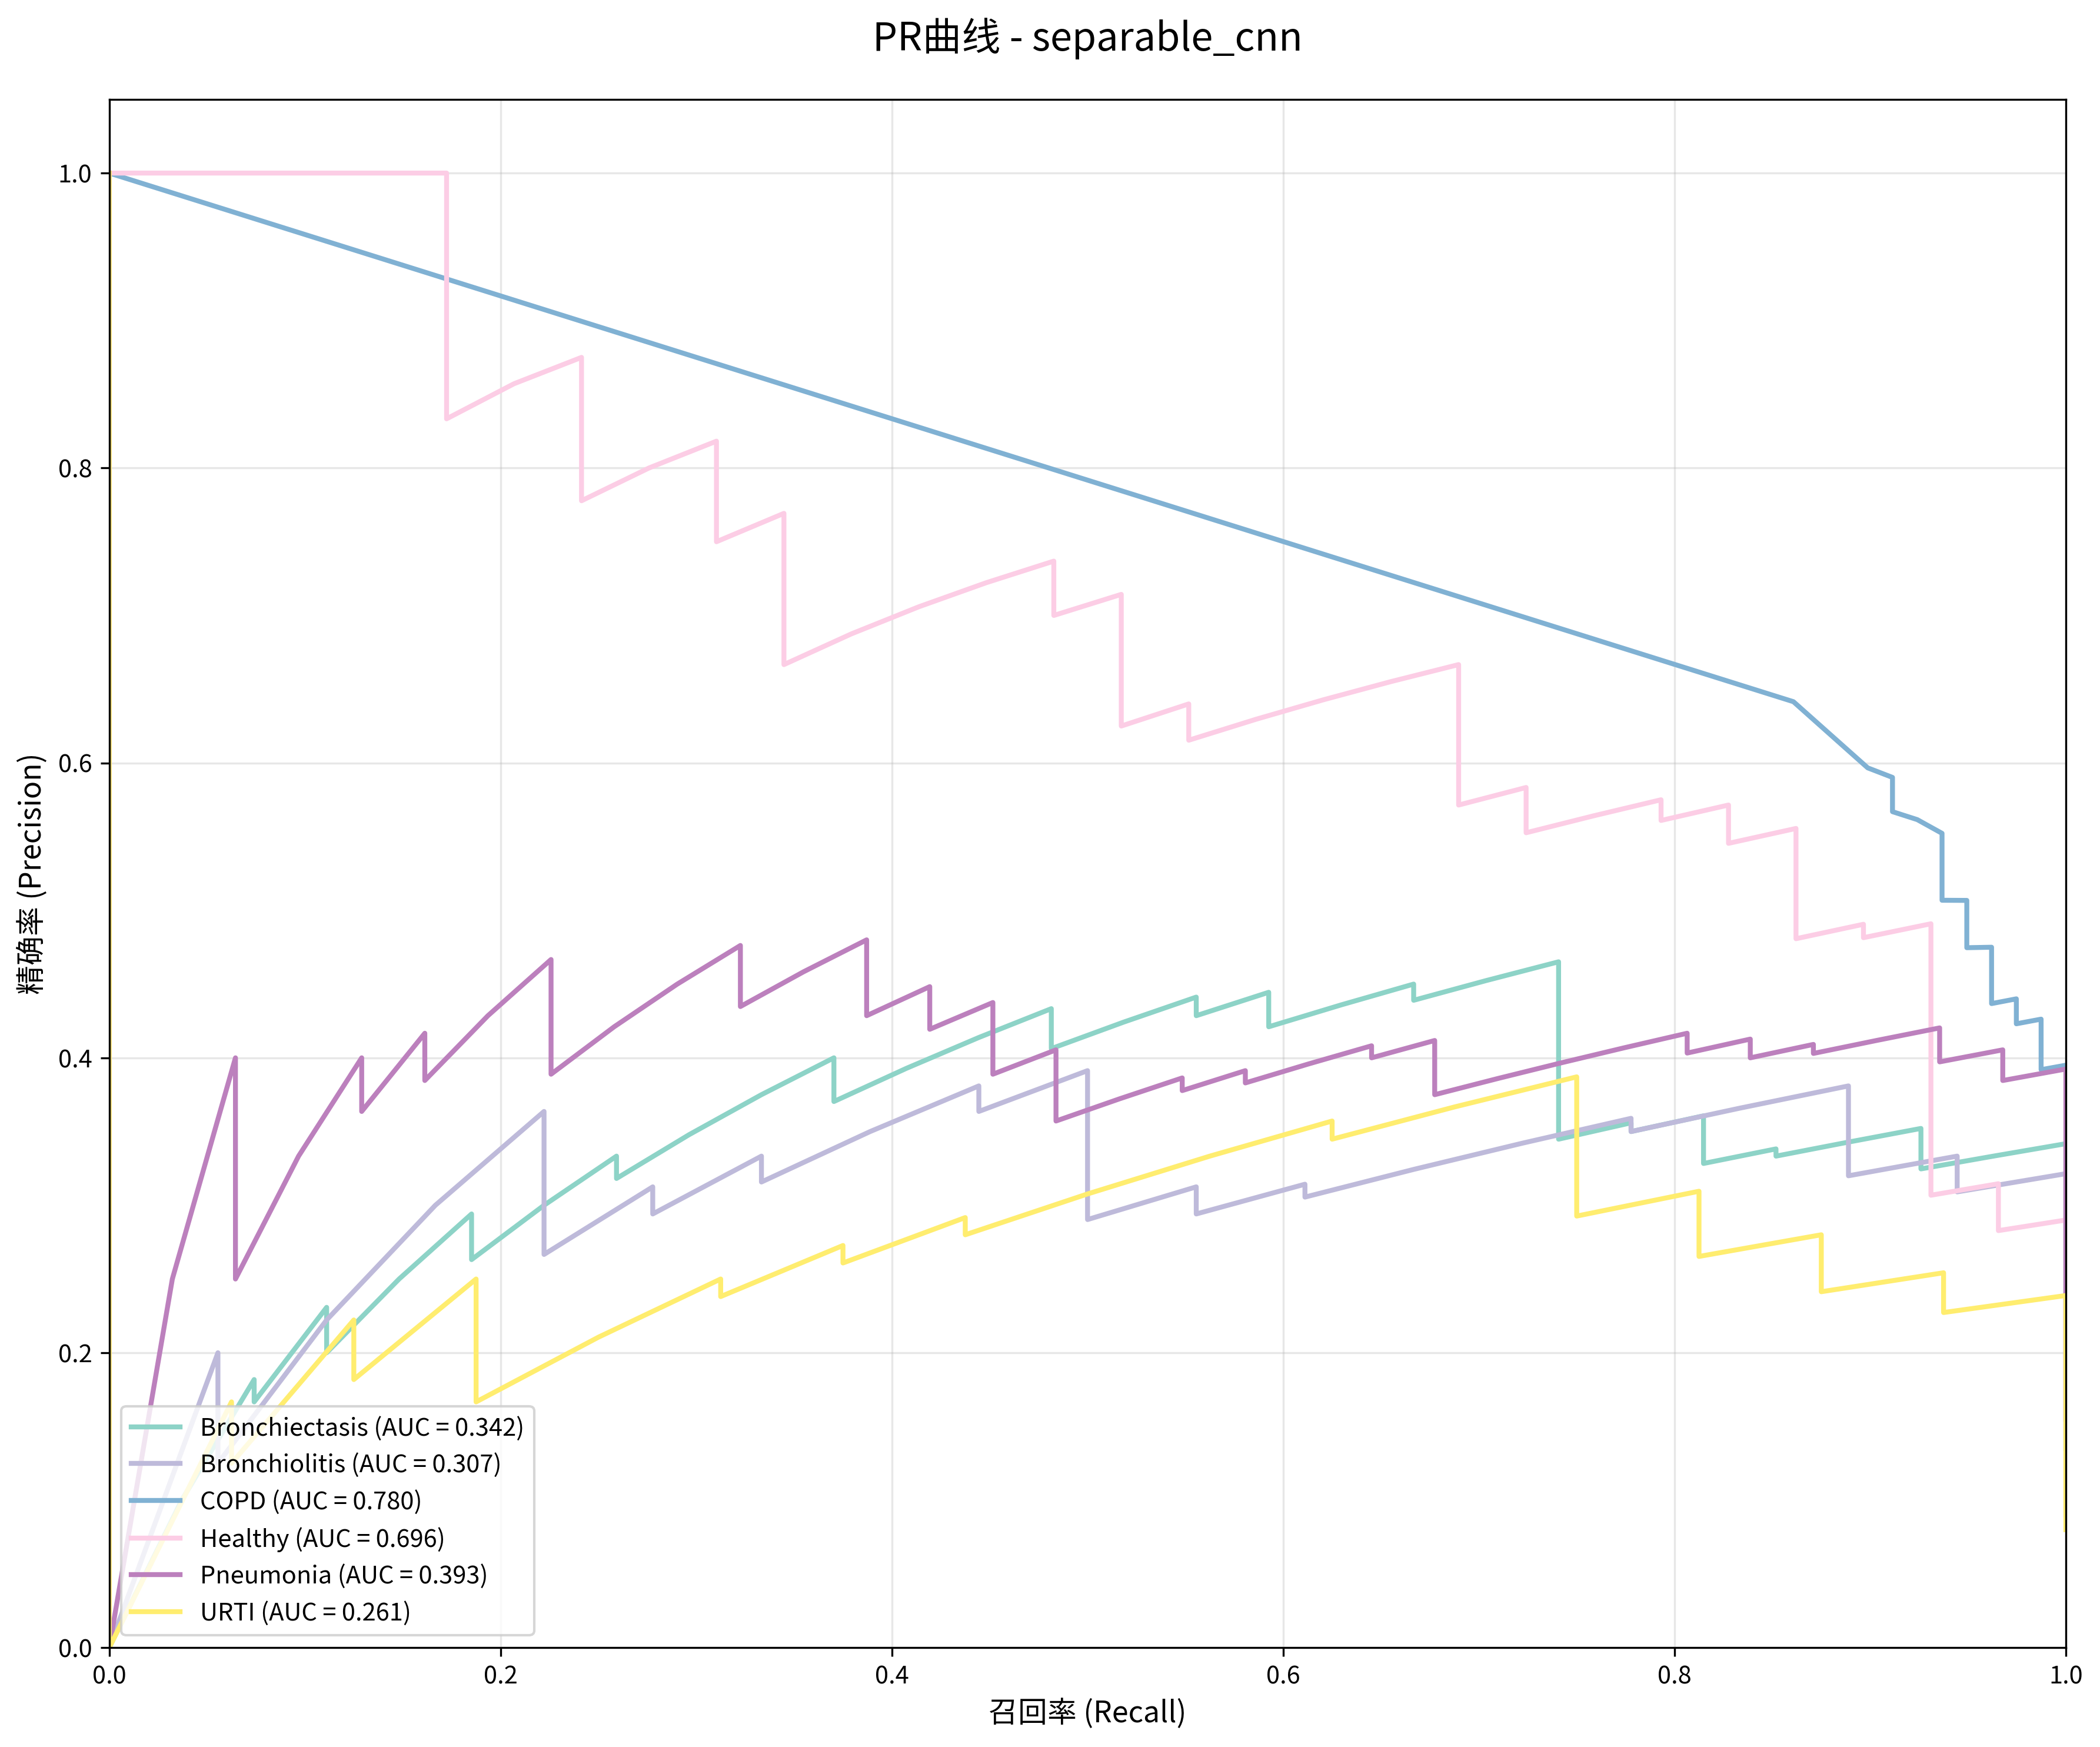 PR曲线 - separable_cnn
精确率 (Precision)
1.0
0.8
0.6
0.4
0.2
0.0
Bronchiectasis (AUC = 0.342)
Bronchiolitis (AUC = 0.307)
COPD (AUC = 0.780)
Healthy (AUC = 0.696)
Pneumonia (AUC = 0.393)
URTI (AUC = 0.261)
0.0 0.2 0.4 0.6 0.8 1.0
召回率 (Recall)